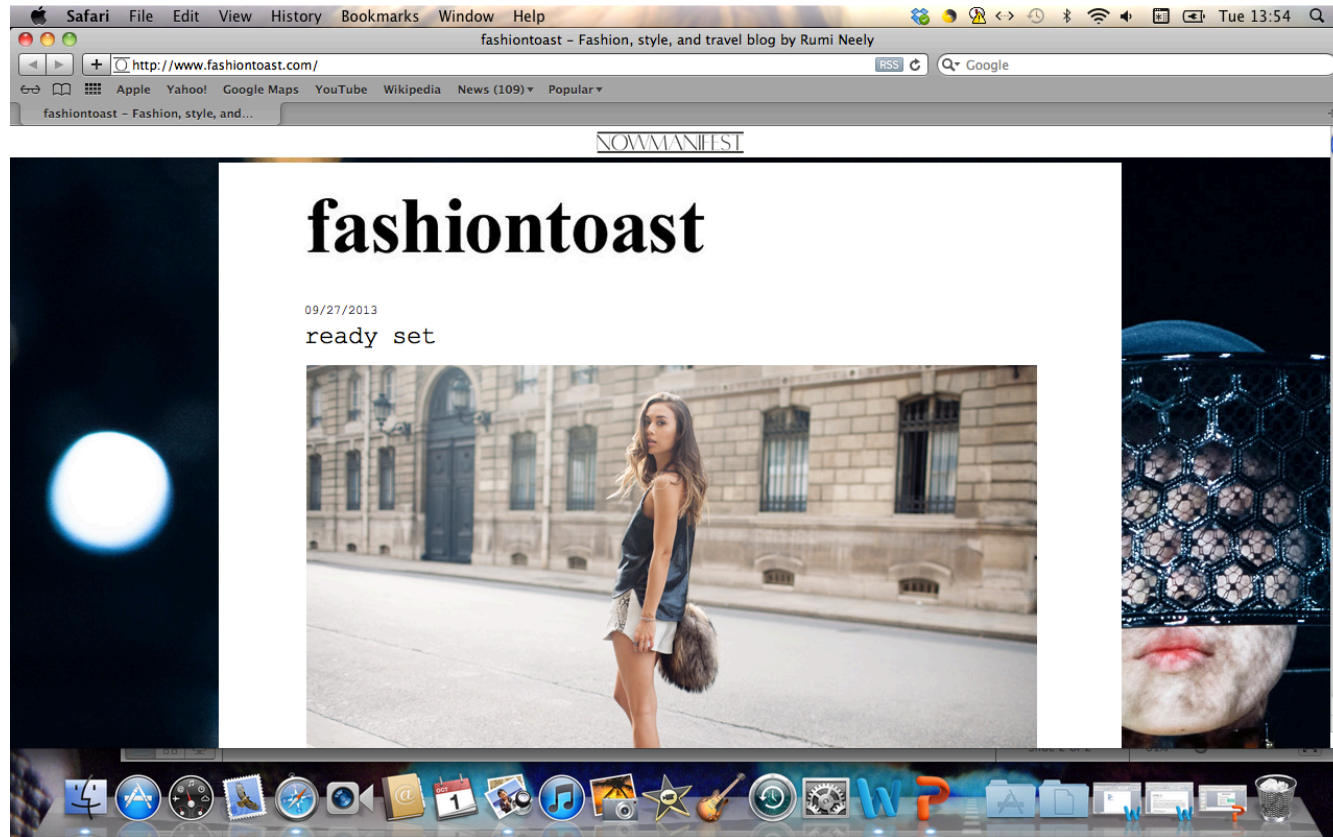 Safari File Edit View History Bookmarks Window Help Tue 13:54
fashiontoast – Fashion, style, and travel blog by Rumi Neely
http://www.fashiontoast.com/ RSS Google
Apple Yahoo! Google Maps YouTube Wikipedia News (109) Popular
fashiontoast – Fashion, style, and...
NOWMANIFEST
fashiontoast
09/27/2013
ready set
OCT
1